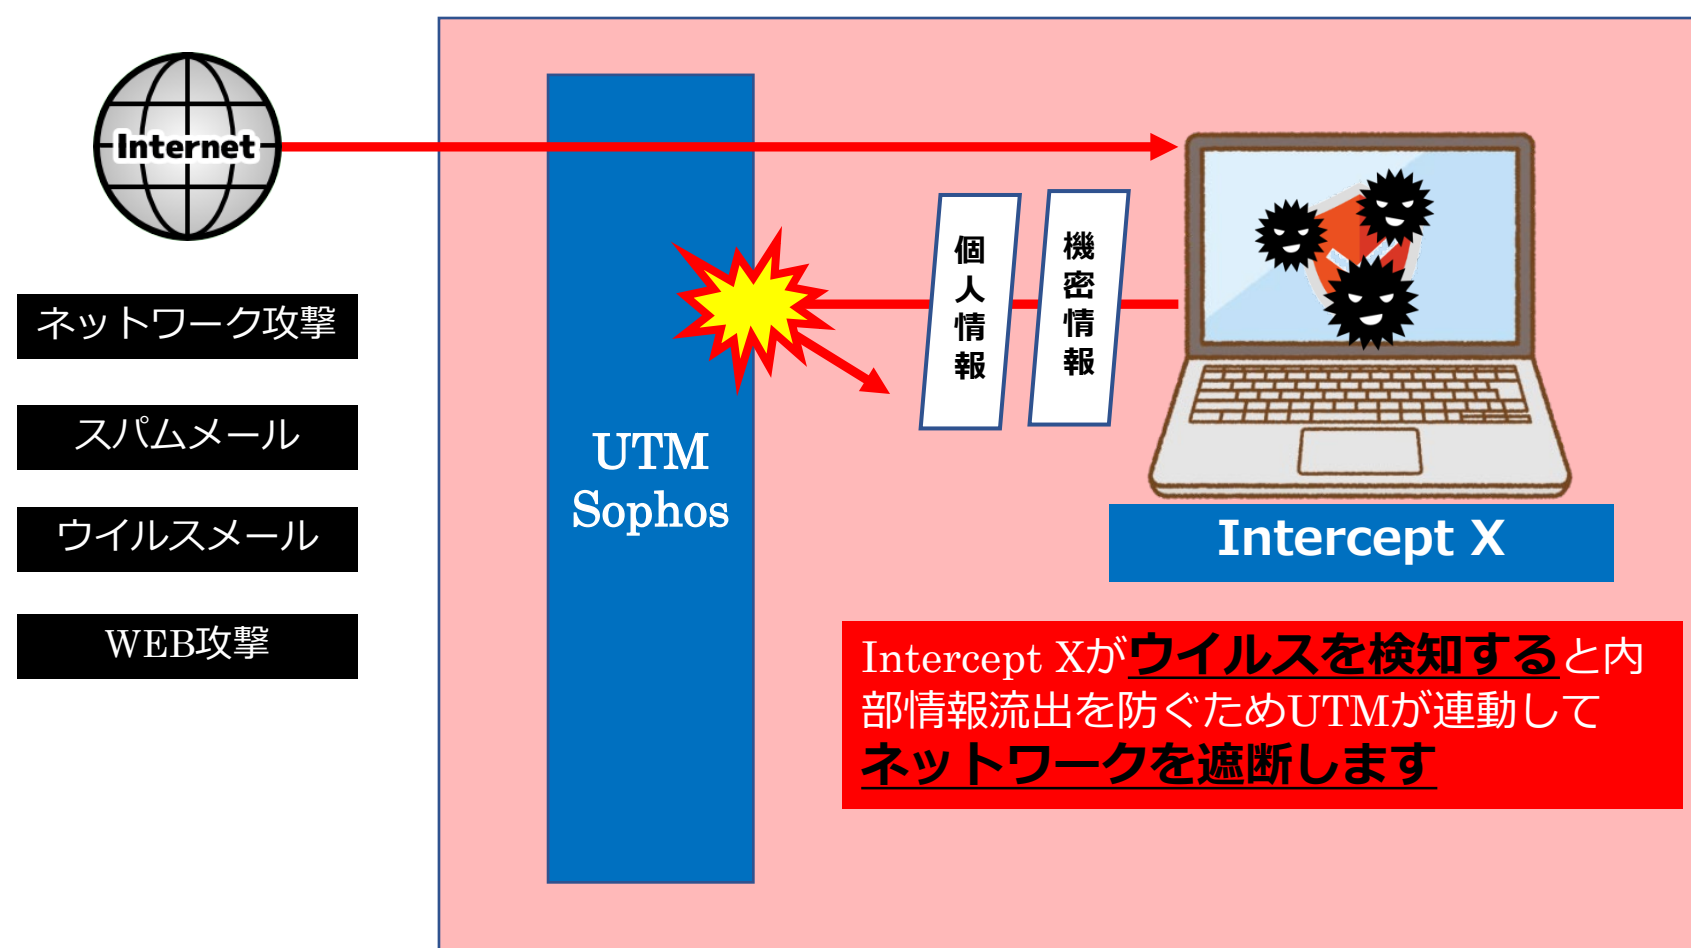 Internet
ネットワーク攻撃
スパムメール
ウイルスメール
WEB攻撃
UTM
Sophos
個人情報
機密情報
Intercept X
Intercept Xがウイルスを検知すると内
部情報流出を防ぐためUTMが連動して
ネットワークを遮断します